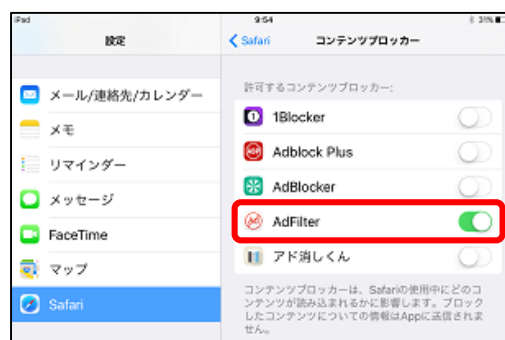 iPad
9:54
31%
設定
Safari
コンテンツブロッカー
メール/連絡先/カレンダー
メモ
リマインダー
メッセージ
FaceTime
マップ
Safari
許可するコンテンツブロッカー:
1Blocker
Adblock Plus
AdBlocker
AdFilter
アド消しくん
コンテンツブロッカーは、Safariの使用中にどのコ
ンテンツが読み込まれるかに影響します。ブロック
したコンテンツについての情報はAppに送信されま
せん。